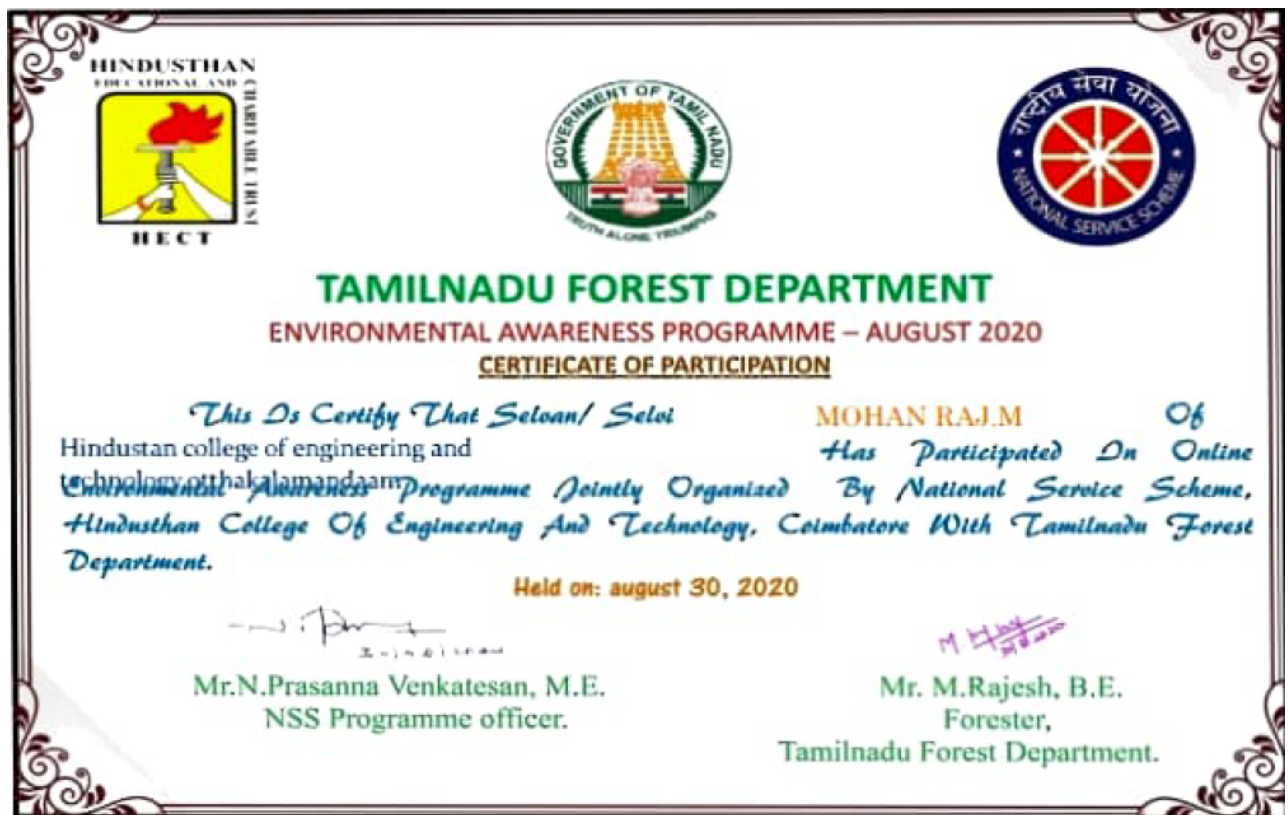 HINDUSTHAN
EDUCATIONAL AND
CHARITABLE TRUST
HECT
GOVERNMENT OF TAMIL NADU
TRUTH ALONE TRIUMPHS
राष्ट्रीय सेवा योजना
NATIONAL SERVICE SCHEME
TAMILNADU FOREST DEPARTMENT
ENVIRONMENTAL AWARENESS PROGRAMME – AUGUST 2020
CERTIFICATE OF PARTICIPATION
This Is Certify That Selvan/ Selvi MOHAN RAJ.M Of
Hindustan college of engineering and Has Participated In Online
technology,otthakalamandaam
Environmental Awareness Programme Jointly Organized By National Service Scheme,
Hindusthan College Of Engineering And Technology, Coimbatore With Tamilnadu Forest
Department.
Held on: august 30, 2020
Mr.N.Prasanna Venkatesan, M.E.
NSS Programme officer.
Mr. M.Rajesh, B.E.
Forester,
Tamilnadu Forest Department.